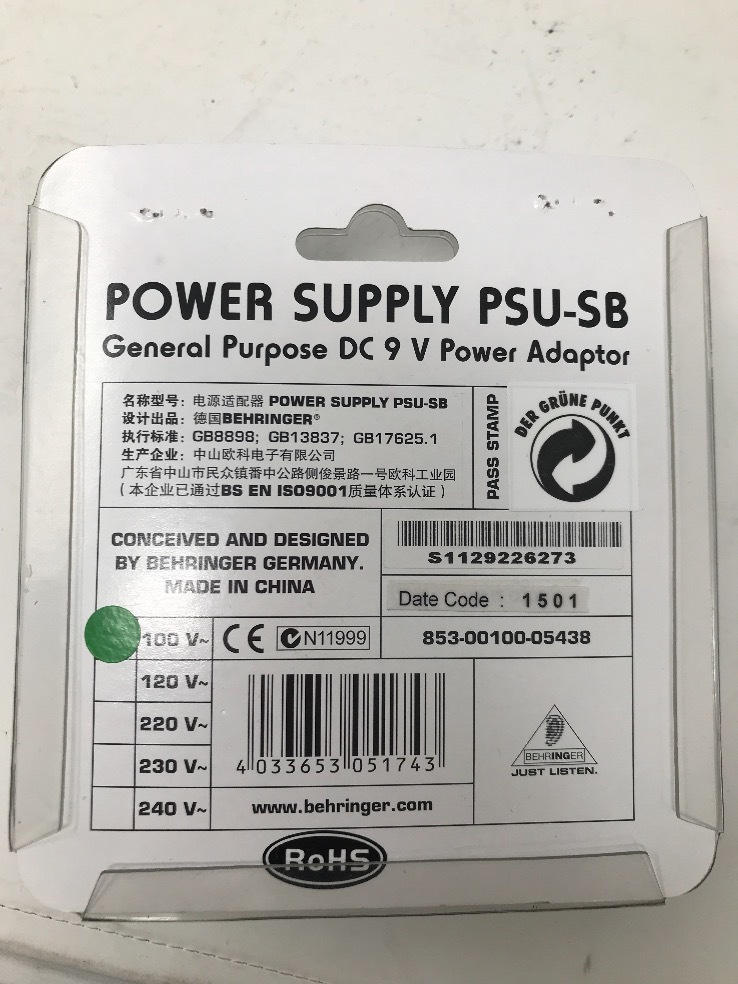 POWER SUPPLY PSU-SB
General Purpose DC 9 V Power Adaptor
名称型号: 电源适配器 POWER SUPPLY PSU-SB
设计出品: 德国BEHRINGER®
执行标准: GB8898; GB13837; GB17625.1
生产企业: 中山欧科电子有限公司
广东省中山市民众镇番中公路侧俊景路一号欧科工业园
(本企业已通过BS EN ISO9001质量体系认证)
PASS STAMP
DER GRÜNE PUNKT
CONCEIVED AND DESIGNED
BY BEHRINGER GERMANY.
MADE IN CHINA
S1129226273
Date Code : 1501
100 V~
CE
N11999
853-00100-05438
120 V~
220 V~
230 V~
240 V~
4 033653 051743
www.behringer.com
BEHRINGER
JUST LISTEN.
RoHS